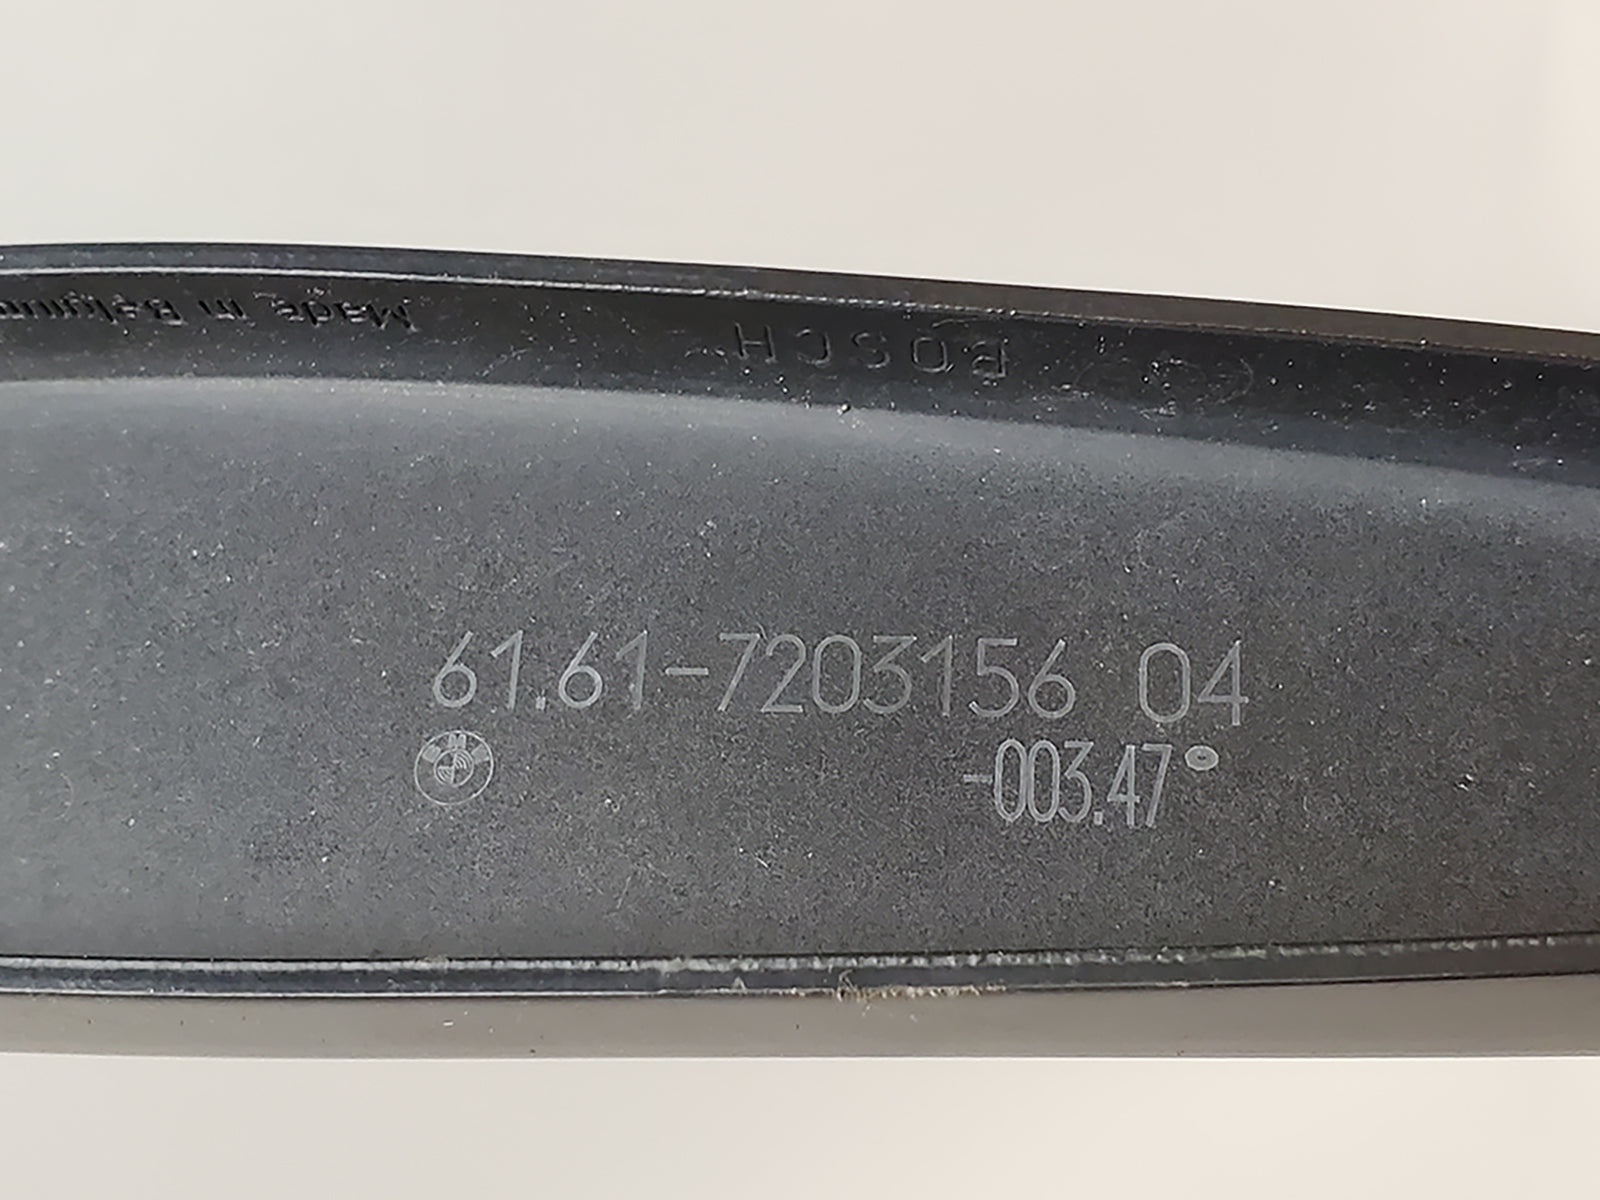 Made in Belgium
BOSCH
61.61-7203156 04
-003.47°